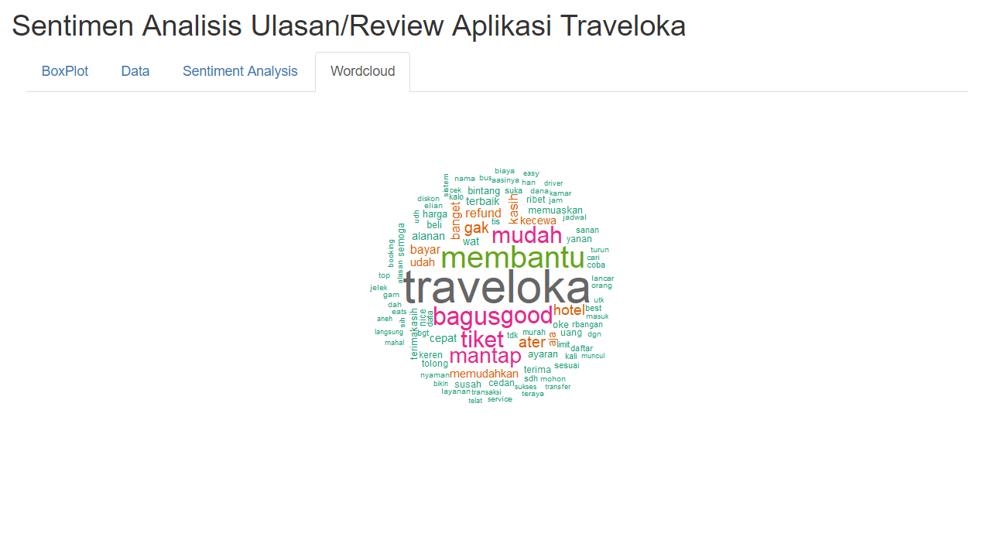 Sentimen Analisis Ulasan/Review Aplikasi Traveloka
BoxPlot Data Sentiment Analysis Wordcloud
biaya easy
sistem nama bus aasinya han driver
cek kalo bintang suka dana kamar
diskon elian terbaik kasih ribet jam
udh harga banget refund memuaskan
beli gak tis kecewa jadwal
semoga alanan wat mudah sanan yanan
booking bayar membantu turun cari
alasan udah coba
top traveloka lancar orang
jelek gam
dah eats utk
aneh sih terimakasih nice data bagus good hotel best masuk
langsung bgt tiket tdk murah aja oke rbangan uang dgn
mahal cepat ater limit daftar
keren mantap ayaran kali muncul
tolong terima sesuai
nyaman memudahkan sdh mohon
bikin susah cedan sukses transfer
layanan transaksi teraya
telat service